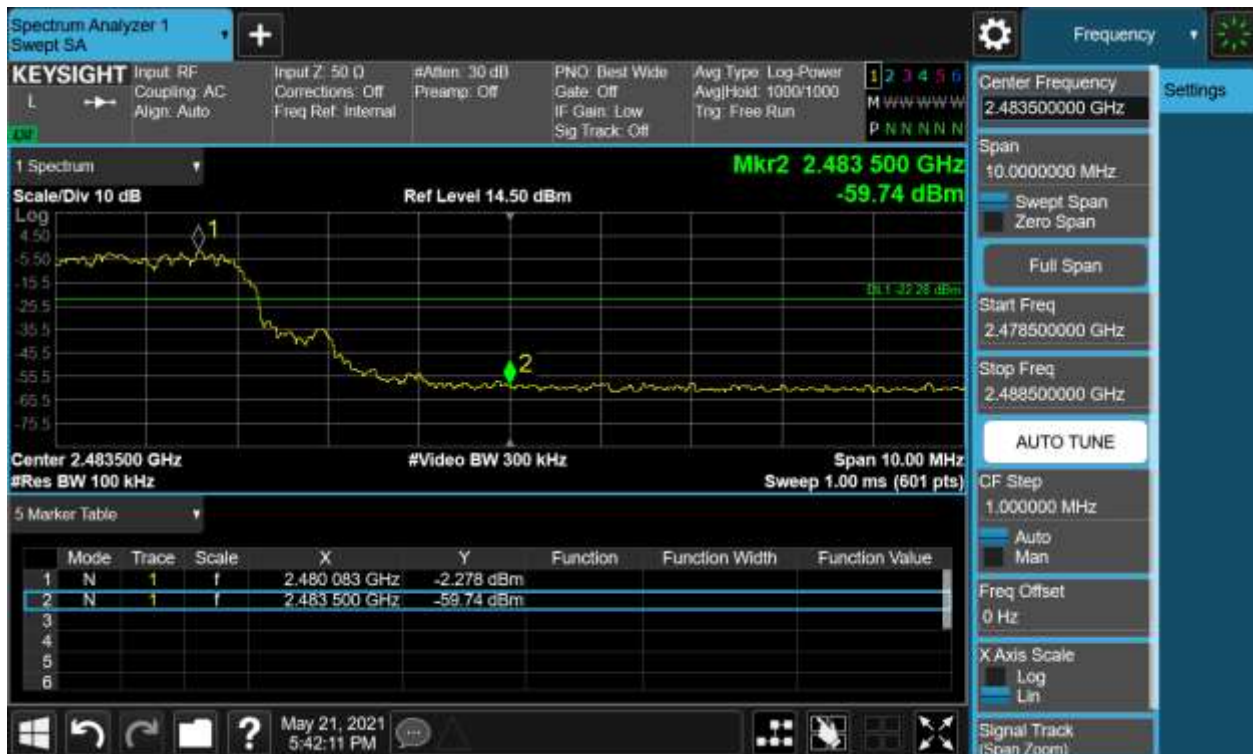 Spectrum Analyzer 1
Swept SA
Frequency
KEYSIGHT Input: RF
L
Coupling: AC
Align: Auto
Input Z: 50 Ω
Corrections: Off
Freq Ref: Internal
#Atten: 30 dB
Preamp: Off
PNO: Best Wide
Gate: Off
IF Gain: Low
Sig Track: Off
Avg Type: Log-Power
Avg|Hold: 1000/1000
Trig: Free Run
1 2 3 4 5 6
M W W W W W
P N N N N N
1 Spectrum
Mkr2 2.483 500 GHz
Scale/Div 10 dB
Ref Level 14.50 dBm
-59.74 dBm
Log
4.50
-5.50
-15.5
-25.5
-35.5
-45.5
-55.5
-65.5
-75.5
1
2
DL1 -22.28 dBm
Center 2.483500 GHz
#Video BW 300 kHz
Span 10.00 MHz
#Res BW 100 kHz
Sweep 1.00 ms (601 pts)
5 Marker Table
Mode Trace Scale X Y Function Function Width Function Value
1 N 1 f 2.480 083 GHz -2.278 dBm
2 N 1 f 2.483 500 GHz -59.74 dBm
3
4
5
6
May 21, 2021
5:42:11 PM
Center Frequency
2.483500000 GHz
Settings
Span
10.0000000 MHz
Swept Span
Zero Span
Full Span
Start Freq
2.478500000 GHz
Stop Freq
2.488500000 GHz
AUTO TUNE
CF Step
1.000000 MHz
Auto
Man
Freq Offset
0 Hz
X Axis Scale
Log
Lin
Signal Track
(Span Zoom)